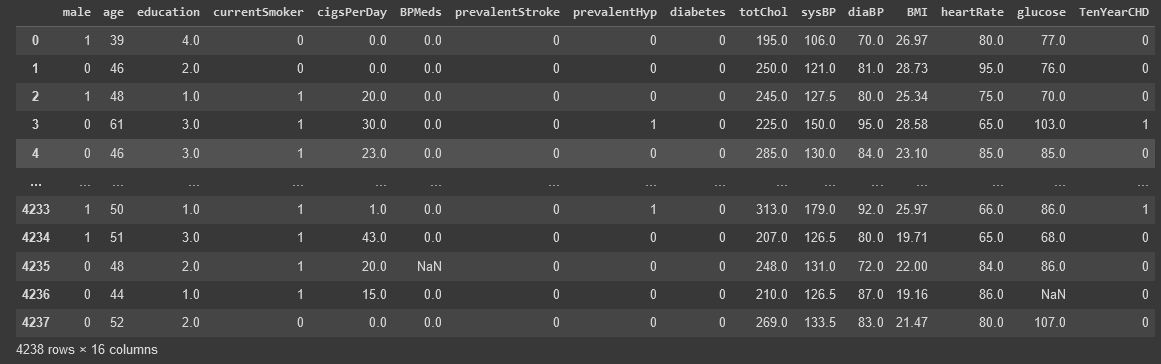 male age education currentSmoker cigsPerDay BPMeds prevalentStroke prevalentHyp diabetes totChol sysBP diaBP BMI heartRate glucose TenYearCHD
0 1 39 4.0 0 0.0 0.0 0 0 0 195.0 106.0 70.0 26.97 80.0 77.0 0
1 0 46 2.0 0 0.0 0.0 0 0 0 250.0 121.0 81.0 28.73 95.0 76.0 0
2 1 48 1.0 1 20.0 0.0 0 0 0 245.0 127.5 80.0 25.34 75.0 70.0 0
3 0 61 3.0 1 30.0 0.0 0 1 0 225.0 150.0 95.0 28.58 65.0 103.0 1
4 0 46 3.0 1 23.0 0.0 0 0 0 285.0 130.0 84.0 23.10 85.0 85.0 0
... ... ... ... ... ... ... ... ... ... ... ... ... ... ... ... ...
4233 1 50 1.0 1 1.0 0.0 0 1 0 313.0 179.0 92.0 25.97 66.0 86.0 1
4234 1 51 3.0 1 43.0 0.0 0 0 0 207.0 126.5 80.0 19.71 65.0 68.0 0
4235 0 48 2.0 1 20.0 NaN 0 0 0 248.0 131.0 72.0 22.00 84.0 86.0 0
4236 0 44 1.0 1 15.0 0.0 0 0 0 210.0 126.5 87.0 19.16 86.0 NaN 0
4237 0 52 2.0 0 0.0 0.0 0 0 0 269.0 133.5 83.0 21.47 80.0 107.0 0
4238 rows × 16 columns